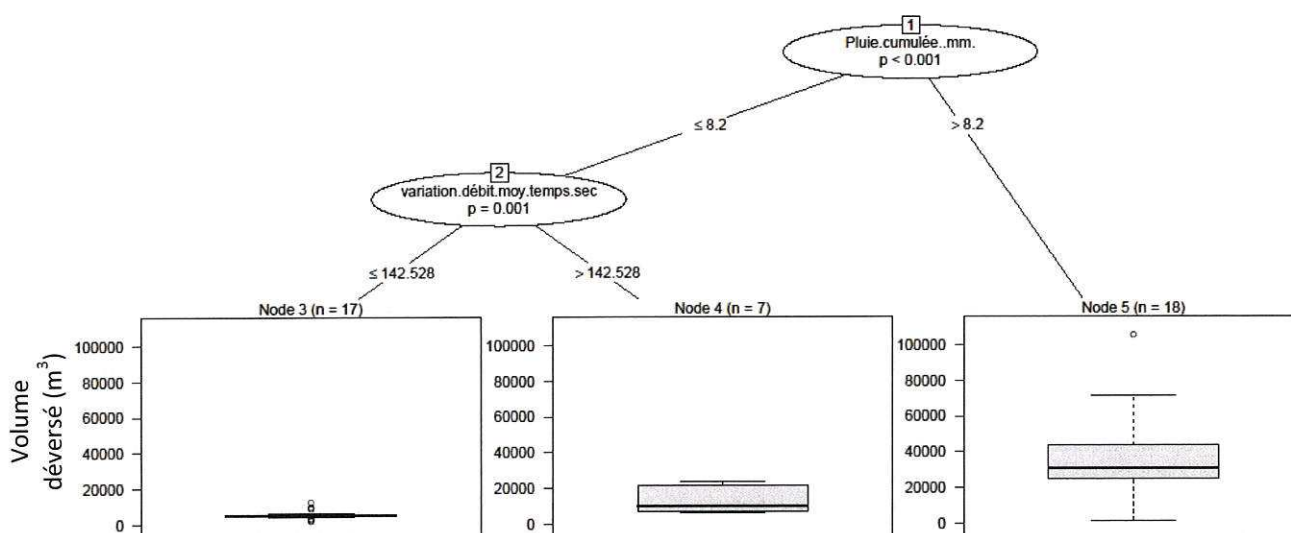 1
Pluie.cumulée..mm.
p < 0.001
≤ 8.2
> 8.2
2
variation.débit.moy.temps.sec
p = 0.001
≤ 142.528
> 142.528
Node 3 (n = 17)
Node 4 (n = 7)
Node 5 (n = 18)
Volume
déversé (m³)
100000
80000
60000
40000
20000
0
100000
80000
60000
40000
20000
0
100000
80000
60000
40000
20000
0